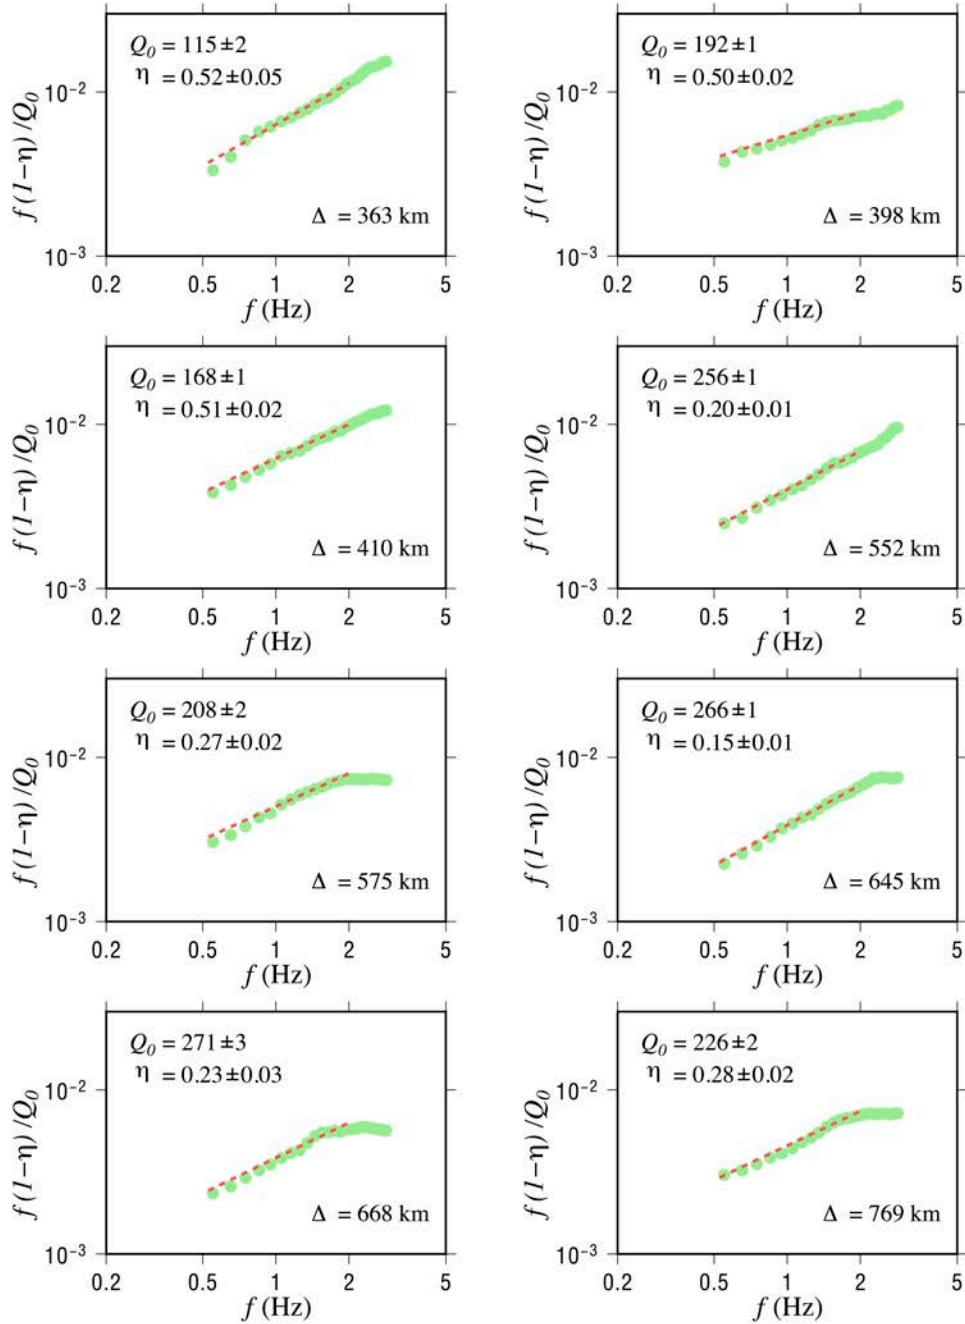 Q0 = 115±2
η = 0.52±0.05
Δ = 363 km
10−2
10−3
f(1−η)/Q0
0.2 0.5 1 2 5
f (Hz)
Q0 = 192±1
η = 0.50±0.02
Δ = 398 km
10−2
10−3
f(1−η)/Q0
0.2 0.5 1 2 5
f (Hz)
Q0 = 168±1
η = 0.51±0.02
Δ = 410 km
10−2
10−3
f(1−η)/Q0
0.2 0.5 1 2 5
f (Hz)
Q0 = 256±1
η = 0.20±0.01
Δ = 552 km
10−2
10−3
f(1−η)/Q0
0.2 0.5 1 2 5
f (Hz)
Q0 = 208±2
η = 0.27±0.02
Δ = 575 km
10−2
10−3
f(1−η)/Q0
0.2 0.5 1 2 5
f (Hz)
Q0 = 266±1
η = 0.15±0.01
Δ = 645 km
10−2
10−3
f(1−η)/Q0
0.2 0.5 1 2 5
f (Hz)
Q0 = 271±3
η = 0.23±0.03
Δ = 668 km
10−2
10−3
f(1−η)/Q0
0.2 0.5 1 2 5
f (Hz)
Q0 = 226±2
η = 0.28±0.02
Δ = 769 km
10−2
10−3
f(1−η)/Q0
0.2 0.5 1 2 5
f (Hz)